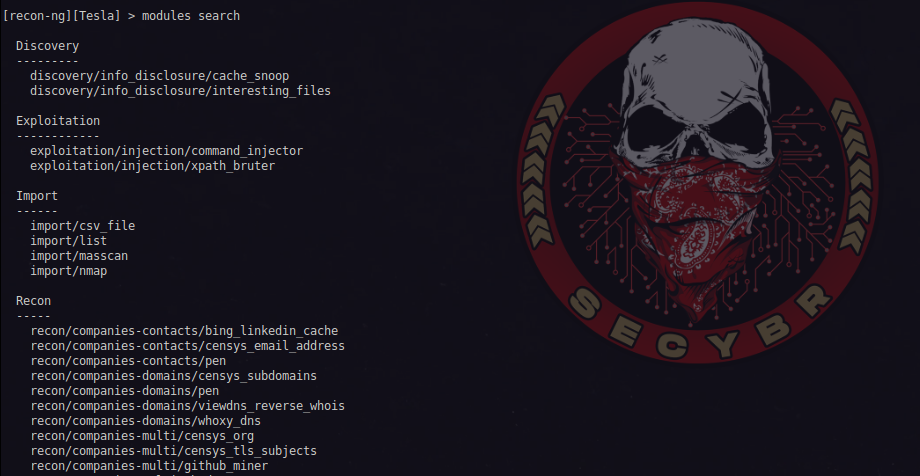 [recon-ng][Tesla] > modules search
Discovery
---------
discovery/info_disclosure/cache_snoop
discovery/info_disclosure/interesting_files
Exploitation
------------
exploitation/injection/command_injector
exploitation/injection/xpath_bruter
Import
------
import/csv_file
import/list
import/masscan
import/nmap
Recon
-----
recon/companies-contacts/bing_linkedin_cache
recon/companies-contacts/censys_email_address
recon/companies-contacts/pen
recon/companies-domains/censys_subdomains
recon/companies-domains/pen
recon/companies-domains/viewdns_reverse_whois
recon/companies-domains/whoxy_dns
recon/companies-multi/censys_org
recon/companies-multi/censys_tls_subjects
recon/companies-multi/github_miner
SECYBR